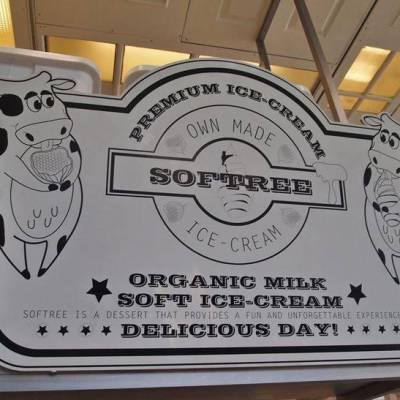 PREMIUM ICE-CREAM
OWN MADE
SOFTREE
ICE-CREAM
ORGANIC MILK
SOFT ICE-CREAM
SOFTREE IS A DESSERT THAT PROVIDES A FUN AND UNFORGETTABLE EXPERIENCE
DELICIOUS DAY!